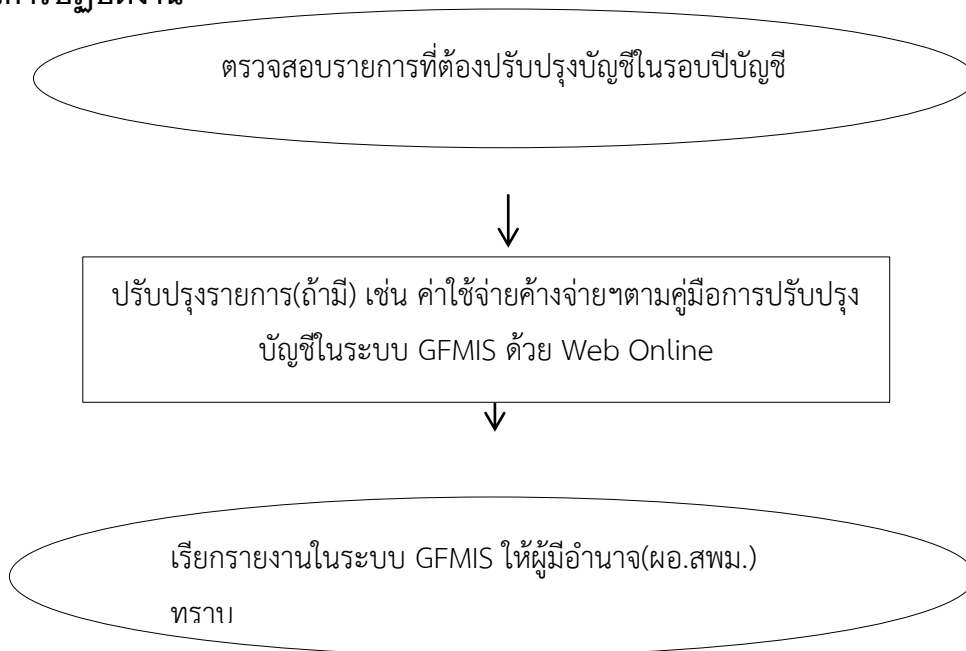 ตรวจสอบรายการที่ต้องปรับปรุงบัญชีในรอบปีบัญชี
ปรับปรุงรายการ(ถ้ามี) เช่น ค่าใช้จ่ายค้างจ่ายฯตามคู่มือการปรับปรุง
บัญชีในระบบ GFMIS ด้วย Web Online
เรียกรายงานในระบบ GFMIS ให้ผู้มีอำนาจ(ผอ.สพม.)
ทราบ